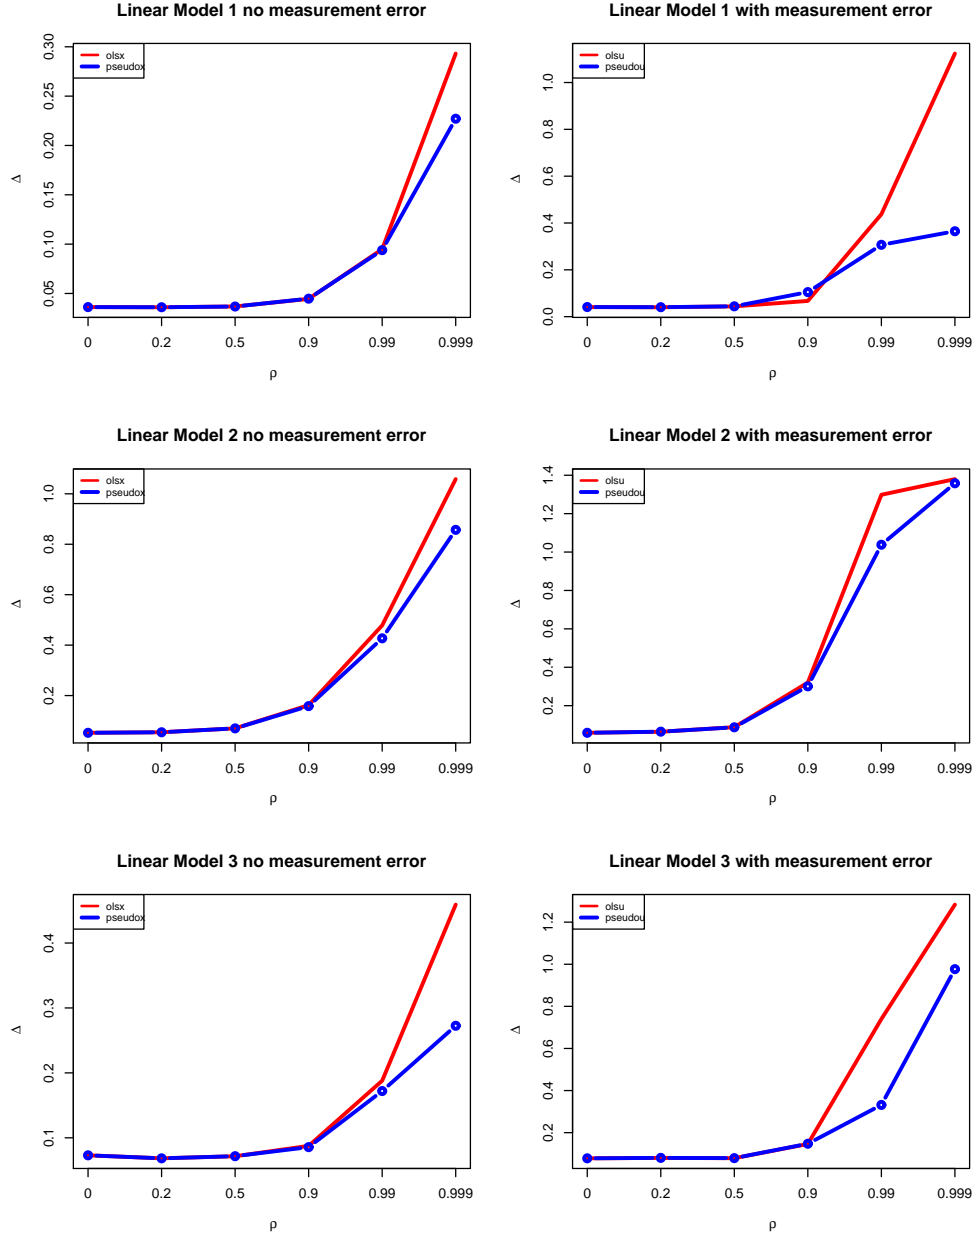 Linear Model 1 no measurement error
olsx
pseudox
0.30
0.25
0.20
0.15
0.10
0.05
Δ
0 0.2 0.5 0.9 0.99 0.999
ρ
Linear Model 1 with measurement error
olsu
pseudou
1.0
0.8
0.6
0.4
0.2
0.0
Δ
0 0.2 0.5 0.9 0.99 0.999
ρ
Linear Model 2 no measurement error
olsx
pseudox
1.0
0.8
0.6
0.4
0.2
Δ
0 0.2 0.5 0.9 0.99 0.999
ρ
Linear Model 2 with measurement error
olsu
pseudou
1.4
1.2
1.0
0.8
0.6
0.4
0.2
Δ
0 0.2 0.5 0.9 0.99 0.999
ρ
Linear Model 3 no measurement error
olsx
pseudox
0.4
0.3
0.2
0.1
Δ
0 0.2 0.5 0.9 0.99 0.999
ρ
Linear Model 3 with measurement error
olsu
pseudou
1.2
1.0
0.8
0.6
0.4
0.2
Δ
0 0.2 0.5 0.9 0.99 0.999
ρ